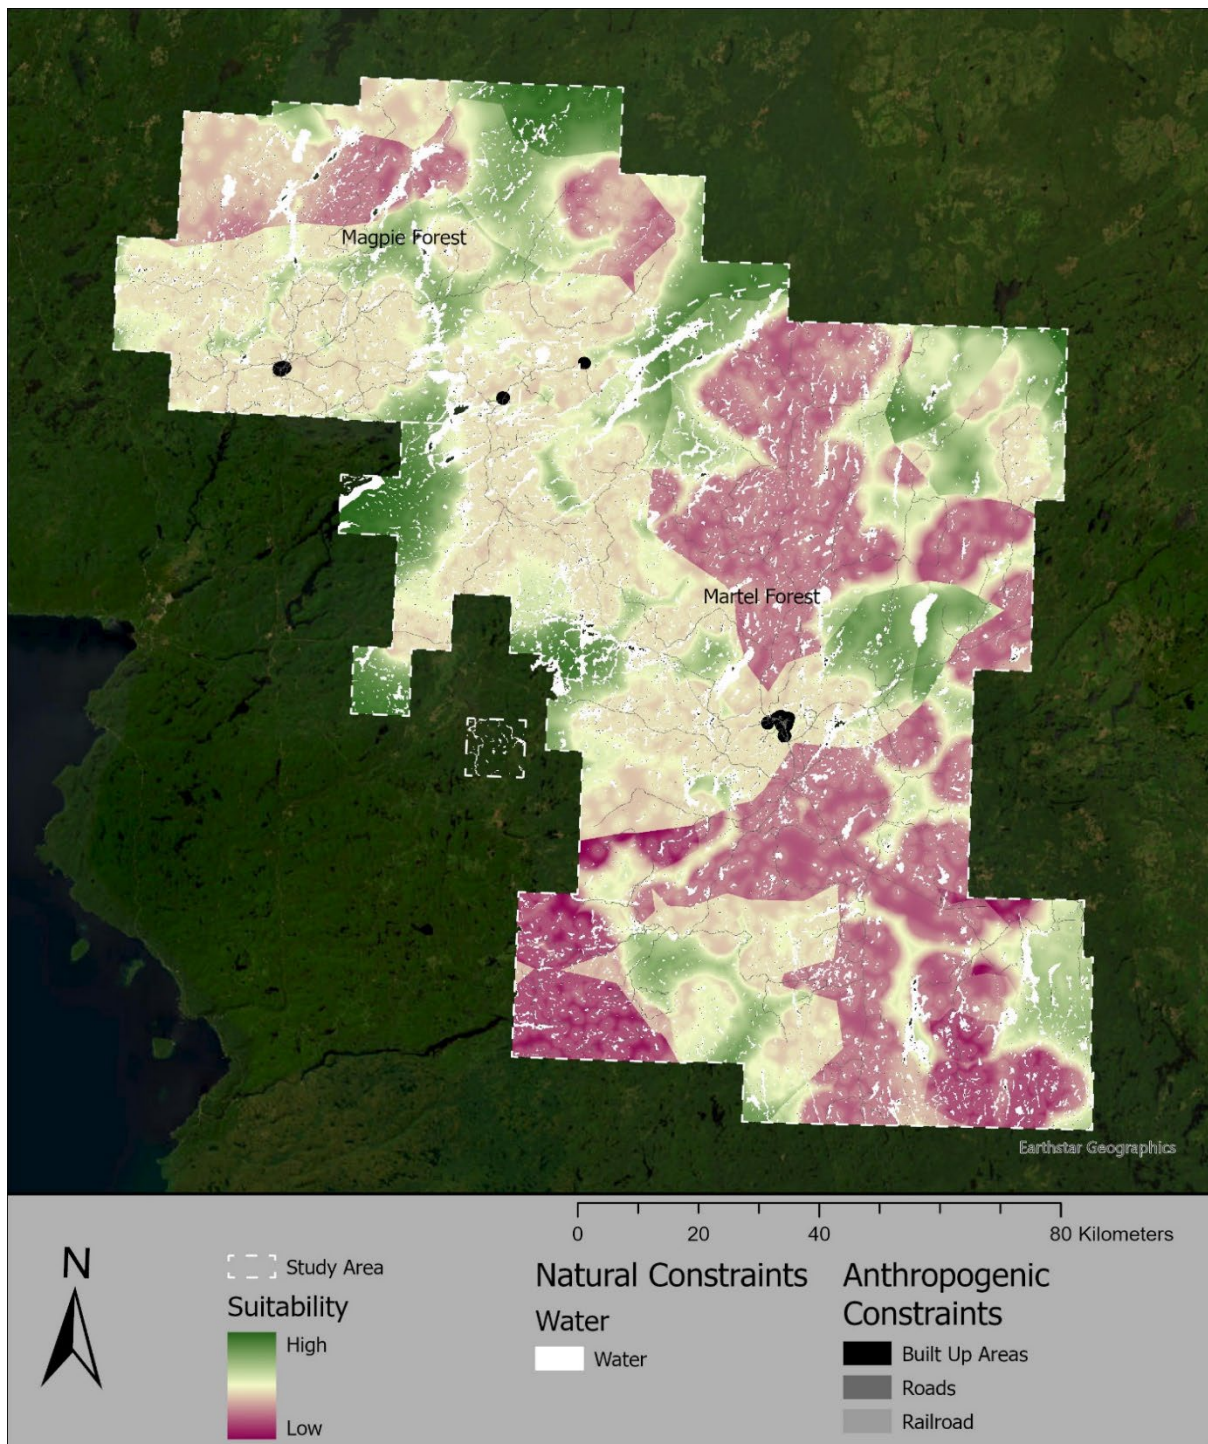 Magpie Forest
Martel Forest
Earthstar Geographics
0 20 40 80 Kilometers
N
Study Area
Suitability
High
Low
Natural Constraints
Water
Water
Anthropogenic
Constraints
Built Up Areas
Roads
Railroad